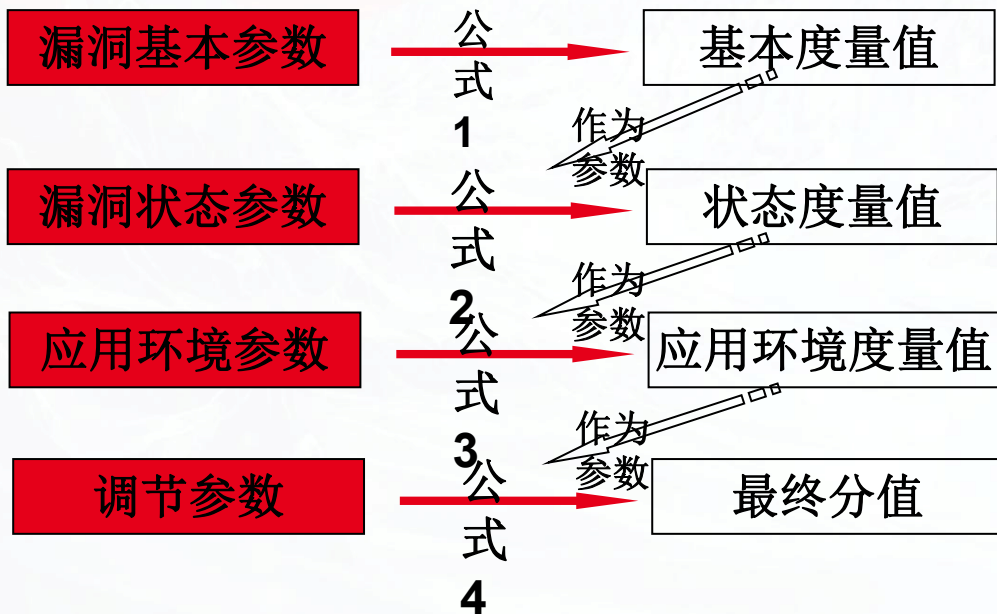 漏洞基本参数
公
式
1
基本度量值
作为
参数
漏洞状态参数
公
式
2
状态度量值
作为
参数
应用环境参数
公
式
3
应用环境度量值
作为
参数
调节参数
公
式
4
最终分值